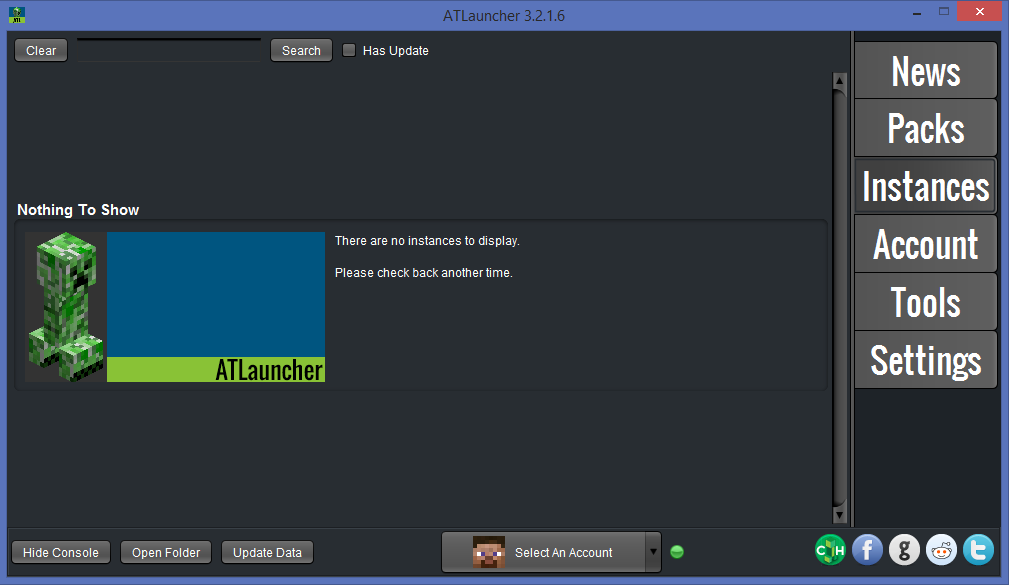 ATLauncher 3.2.1.6
Clear
Search
Has Update
News
Packs
Instances
Account
Tools
Settings
Nothing To Show
There are no instances to display.
Please check back another time.
ATLauncher
Hide Console
Open Folder
Update Data
Select An Account
CH
f
g
t